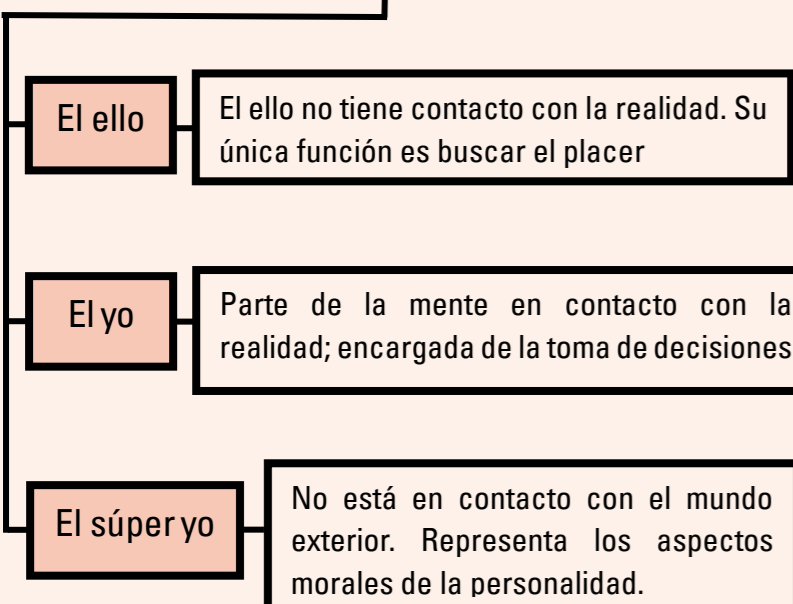 El ello
El ello no tiene contacto con la realidad. Su
única función es buscar el placer
El yo
Parte de la mente en contacto con la
realidad; encargada de la toma de decisiones
El súper yo
No está en contacto con el mundo
exterior. Representa los aspectos
morales de la personalidad.